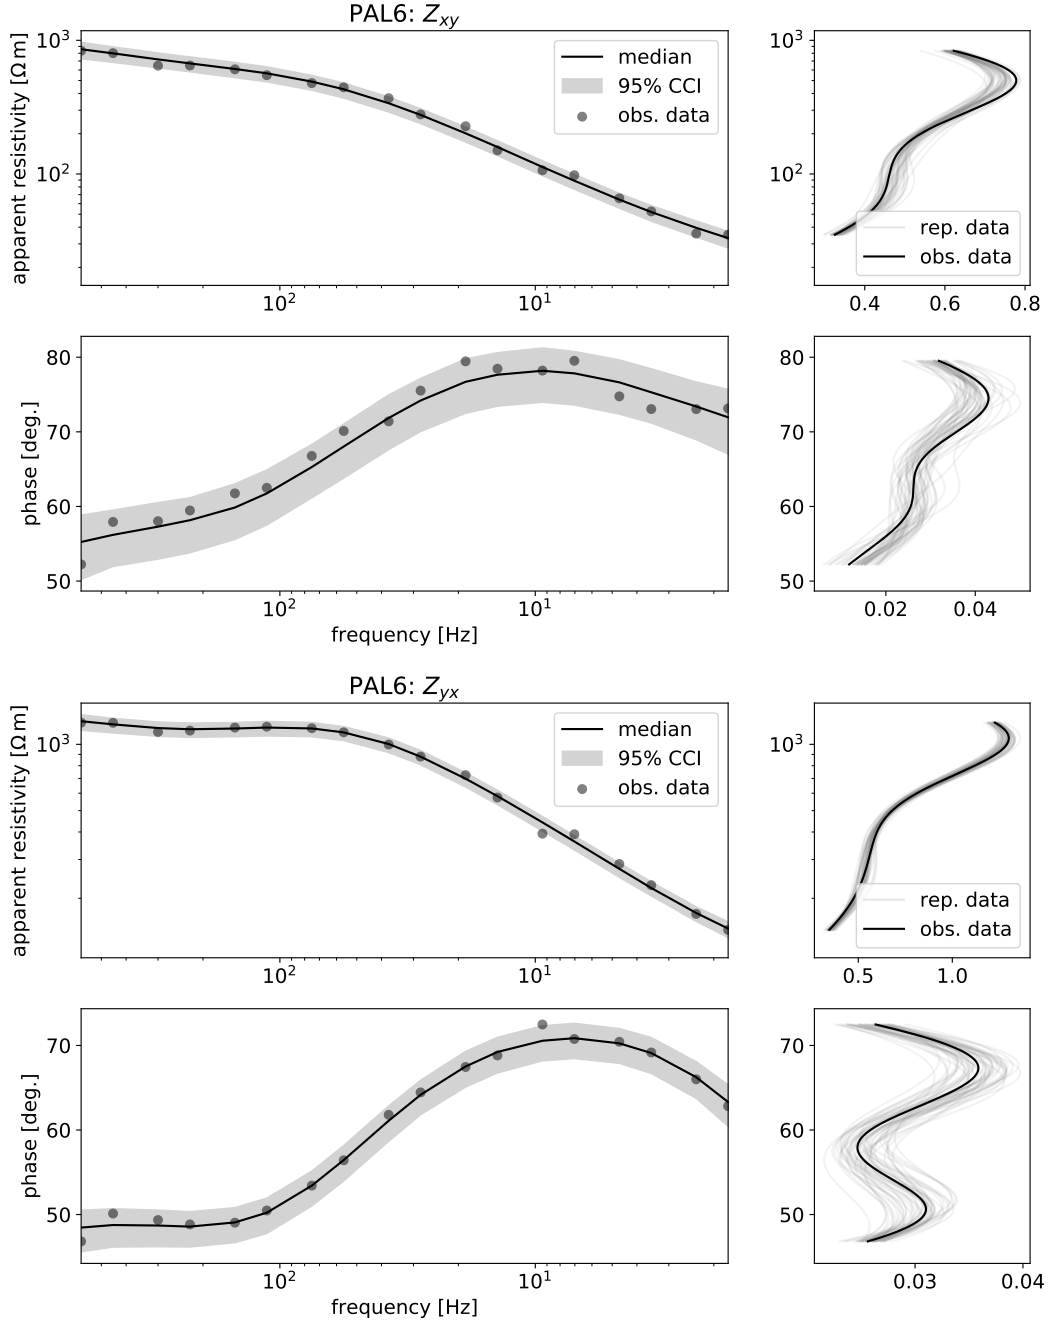 PAL6: Zxy
10³
10²
apparent resistivity [Ω m]
median
95% CCI
obs. data
10² 10¹
10³
10²
rep. data
obs. data
0.4 0.6 0.8
80
70
60
50
phase [deg.]
10² 10¹
frequency [Hz]
80
70
60
50
0.02 0.04
PAL6: Zyx
10³
apparent resistivity [Ω m]
median
95% CCI
obs. data
10² 10¹
10³
rep. data
obs. data
0.5 1.0
70
60
50
phase [deg.]
10² 10¹
frequency [Hz]
70
60
50
0.03 0.04